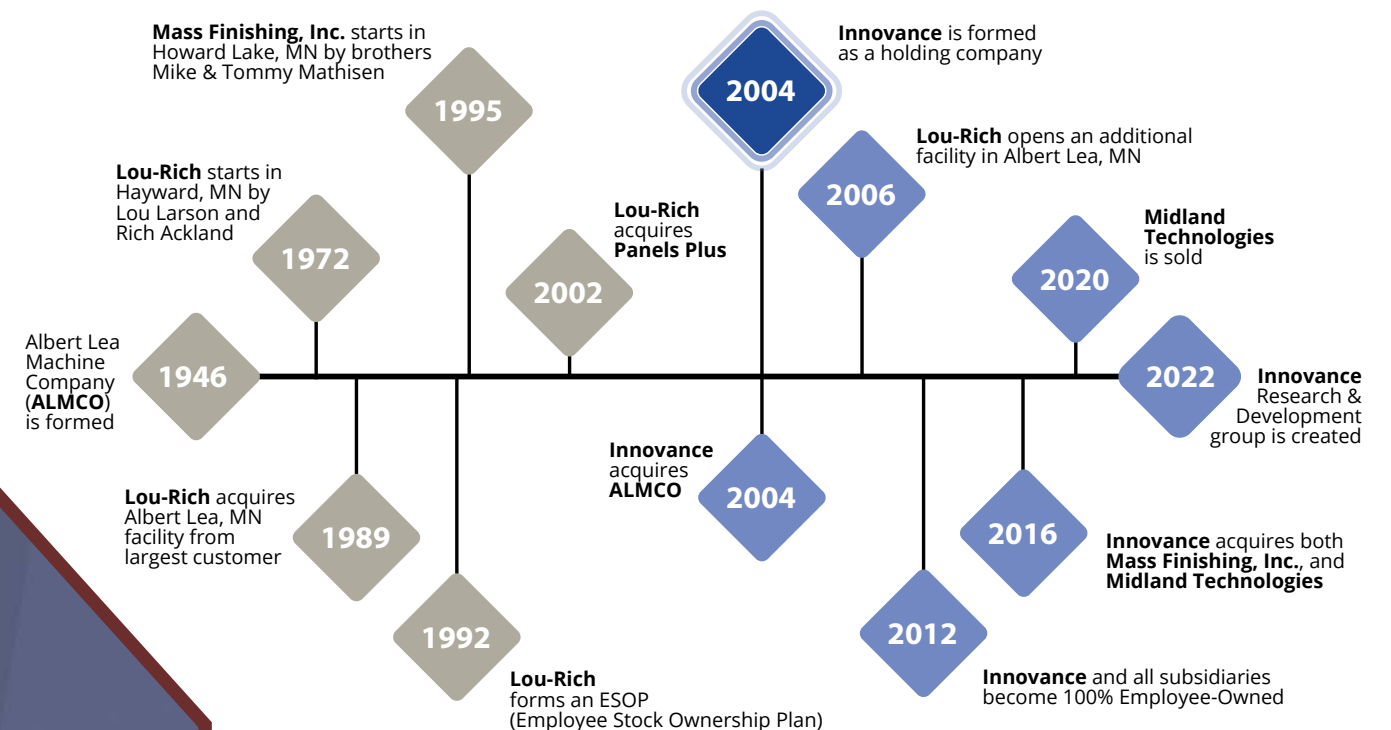 Mass Finishing, Inc. starts in
Howard Lake, MN by brothers
Mike & Tommy Mathisen
1995
Lou-Rich starts in
Hayward, MN by
Lou Larson and
Rich Ackland
1972
Albert Lea
Machine
Company
(ALMCO)
is formed
1946
Lou-Rich acquires
Albert Lea, MN
facility from
largest customer
1989
1992
Lou-Rich
forms an ESOP
(Employee Stock Ownership Plan)
Lou-Rich
acquires
Panels Plus
2002
2004
Innovance is formed
as a holding company
Innovance
acquires
ALMCO
2004
2006
Lou-Rich opens an additional
facility in Albert Lea, MN
2012
Innovance and all subsidiaries
become 100% Employee-Owned
2016
Innovance acquires both
Mass Finishing, Inc., and
Midland Technologies
2020
Midland
Technologies
is sold
2022
Innovance
Research &
Development
group is created